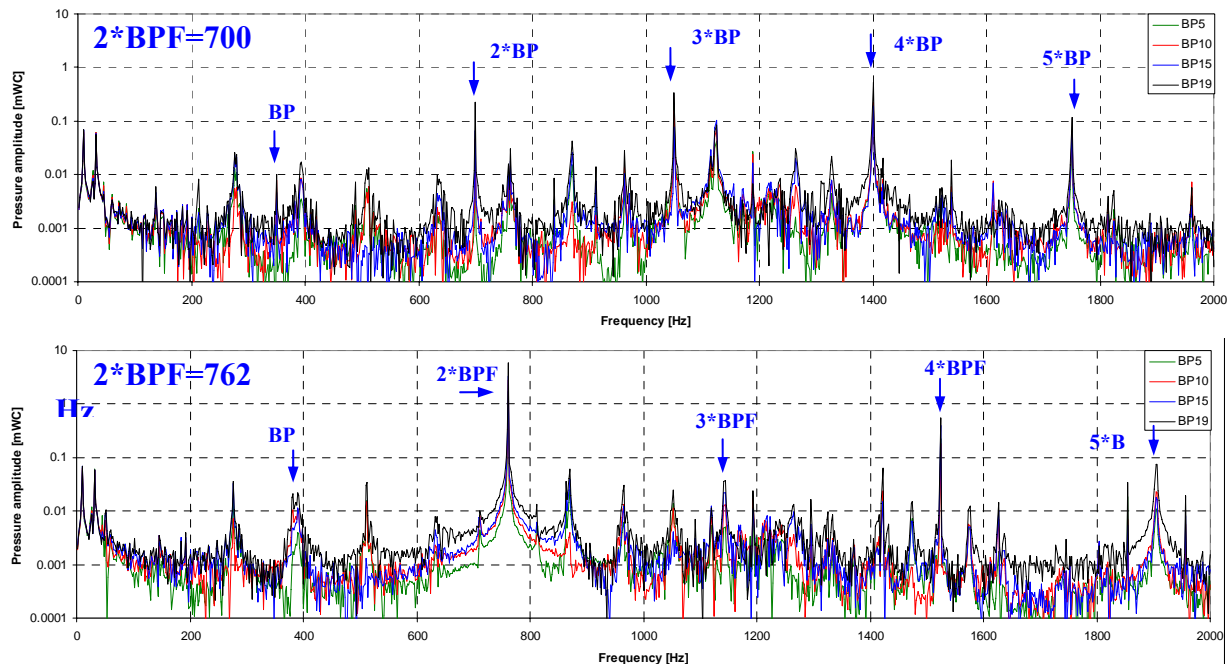 2*BPF=700
BP
2*BP
3*BP
4*BP
5*BP
BP5
BP10
BP15
BP19
Pressure amplitude [mWC]
10
1
0.1
0.01
0.001
0.0001
0 200 400 600 800 1000 1200 1400 1600 1800 2000
Frequency [Hz]
2*BPF=762
Hz
BP
2*BPF
3*BPF
4*BPF
5*B
BP5
BP10
BP15
BP19
Pressure amplitude [mWC]
10
1
0.1
0.01
0.001
0.0001
0 200 400 600 800 1000 1200 1400 1600 1800 2000
Frequency [Hz]